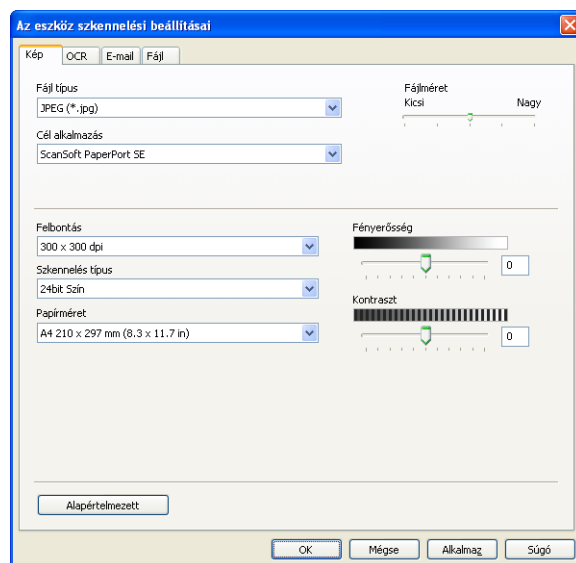 Az eszköz szkennelési beállításai
Kép OCR E-mail Fájl
Fájl típus
JPEG (*.jpg)
Cél alkalmazás
ScanSoft PaperPort SE
Fájlméret
Kicsi Nagy
Felbontás
300 x 300 dpi
Szkennelés típus
24bit Szín
Papírméret
A4 210 x 297 mm (8.3 x 11.7 in)
Fényerősség
0
Kontraszt
0
Alapértelmezett
OK Mégse Alkalmaz Súgó